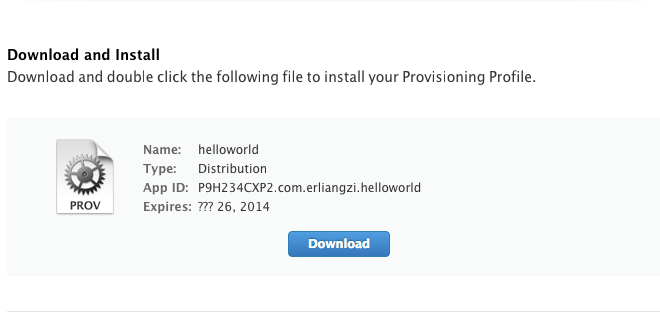 Download and Install
Download and double click the following file to install your Provisioning Profile.
PROV
Name: helloworld
Type: Distribution
App ID: P9H234CXP2.com.erliangzi.helloworld
Expires: ??? 26, 2014
Download